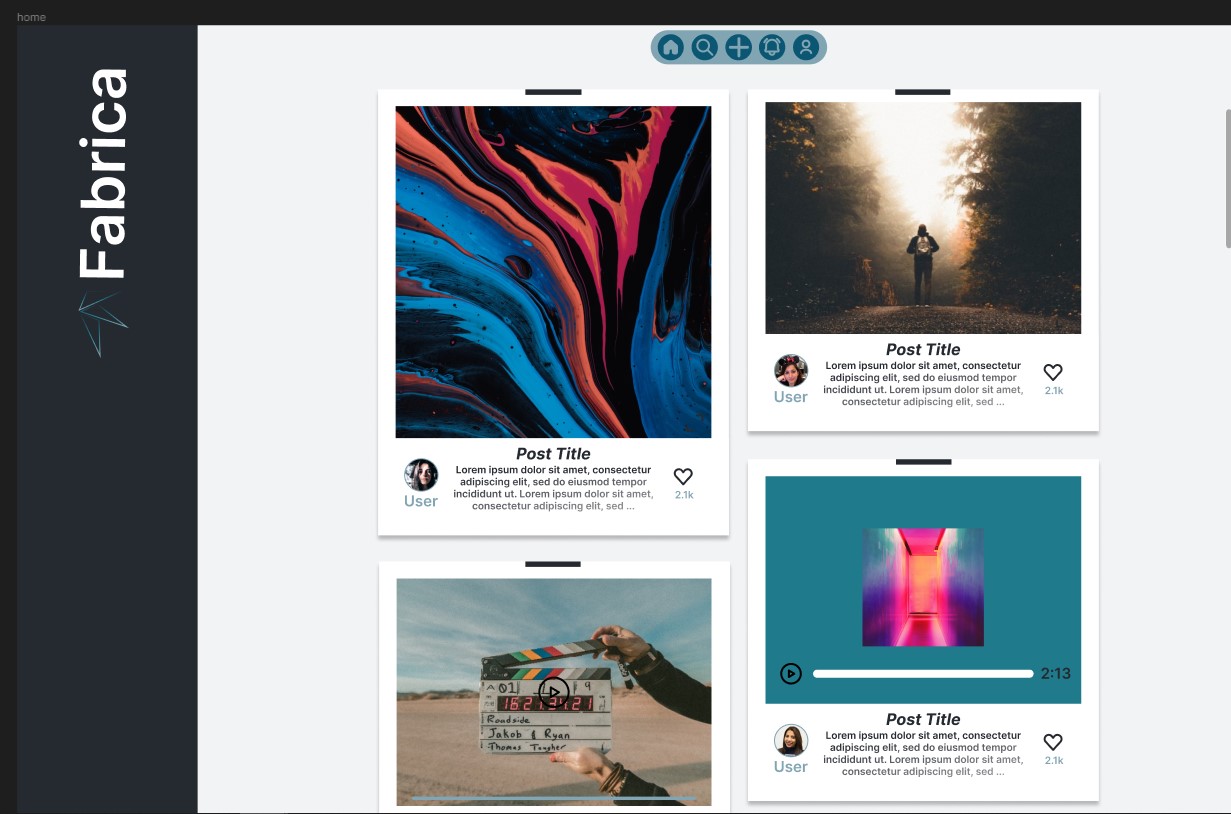 home
Fabrica
Post Title
Lorem ipsum dolor sit amet, consectetur
adipiscing elit, sed do eiusmod tempor
incididunt ut. Lorem ipsum dolor sit amet,
consectetur adipiscing elit, sed ...
User
2.1k
Post Title
Lorem ipsum dolor sit amet, consectetur
adipiscing elit, sed do eiusmod tempor
incididunt ut. Lorem ipsum dolor sit amet,
consectetur adipiscing elit, sed ...
User
2.1k
A 01 9
16 21 31 21
Roadside
Jakob & Ryan
2:13
Post Title
Lorem ipsum dolor sit amet, consectetur
adipiscing elit, sed do eiusmod tempor
incididunt ut. Lorem ipsum dolor sit amet,
consectetur adipiscing elit, sed ...
User
2.1k